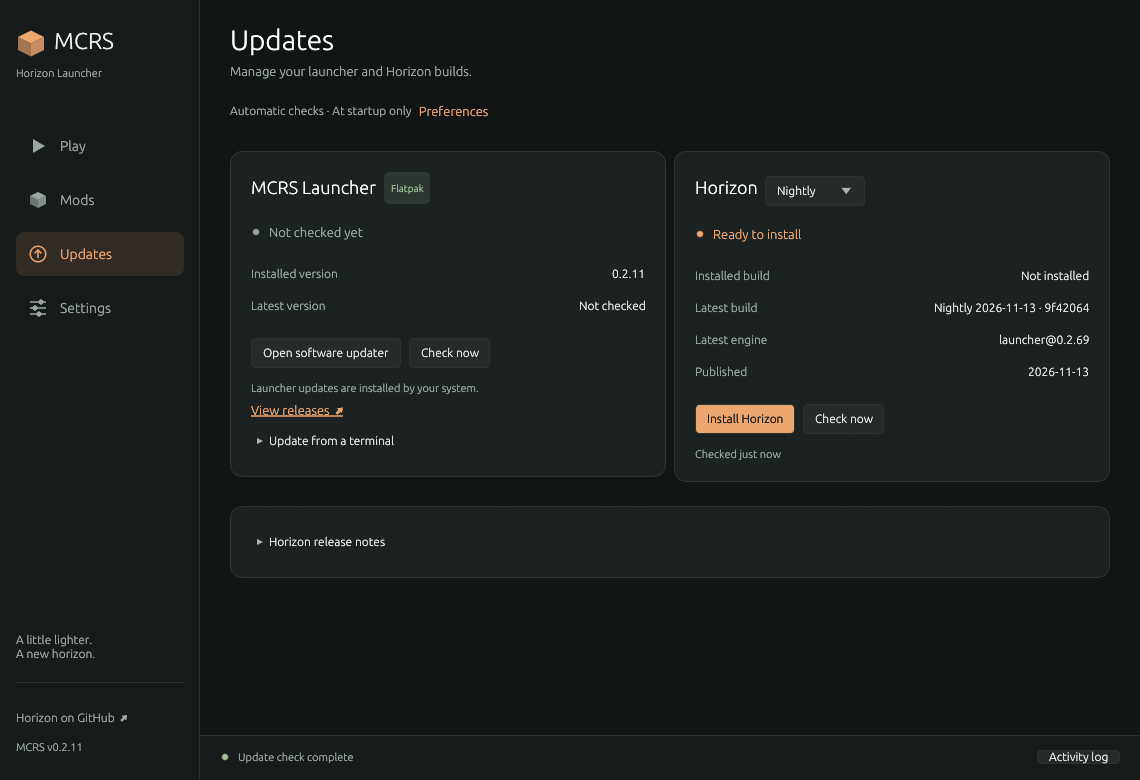 MCRS
Horizon Launcher
Play
Mods
Updates
Settings
A little lighter.
A new horizon.
Horizon on GitHub
MCRS v0.2.11
Updates
Manage your launcher and Horizon builds.
Automatic checks · At startup only Preferences
MCRS Launcher Flatpak
Not checked yet
Installed version 0.2.11
Latest version Not checked
Open software updater Check now
Launcher updates are installed by your system.
View releases
Update from a terminal
Horizon Nightly
Ready to install
Installed build Not installed
Latest build Nightly 2026-11-13 · 9f42064
Latest engine launcher@0.2.69
Published 2026-11-13
Install Horizon Check now
Checked just now
Horizon release notes
Update check complete
Activity log